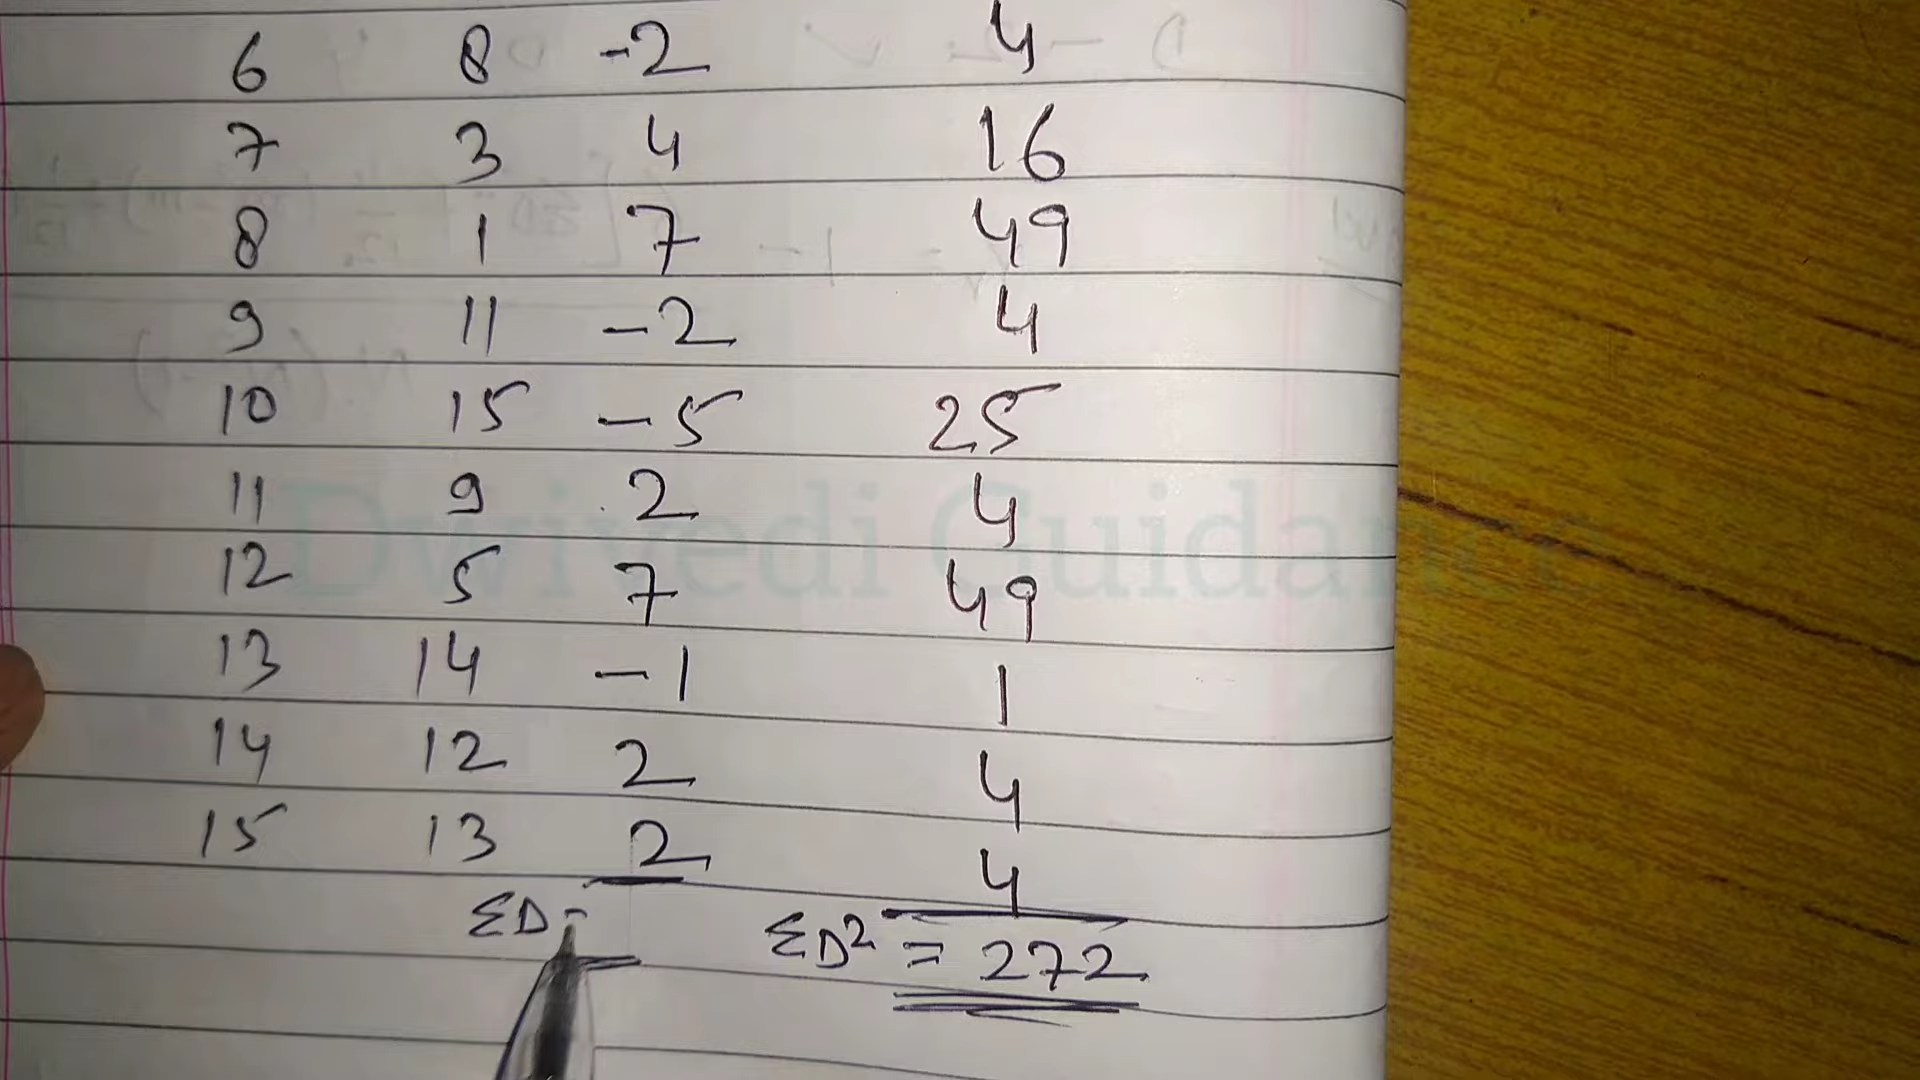 6 8 -2 4
7 3 4 16
8 1 7 49
9 11 -2 4
10 15 -5 25
11 9 2 4
12 5 7 49
13 14 -1 1
14 12 2 4
15 13 2 4
ΣD = ΣD² = 272
Dwivedi Guidance